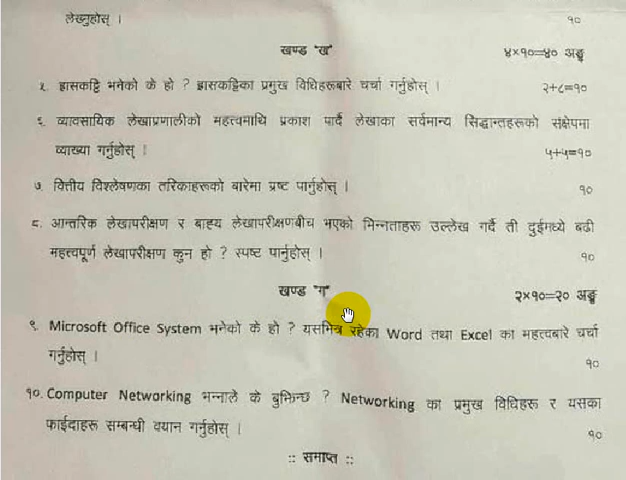 लेख्नुहोस् । १०
खण्ड "ख" ४×१०=४० अङ्क
५. ह्रासकट्टि भनेको के हो ? ह्रासकट्टिका प्रमुख विधिहरूबारे चर्चा गर्नुहोस् । २+८=१०
६. व्यावसायिक लेखाप्रणालीको महत्वमाथि प्रकाश पार्दै लेखाका सर्वमान्य सिद्धान्तहरूको संक्षेपमा
व्याख्या गर्नुहोस् । ५+५=१०
७. वित्तीय विश्लेषणका तरिकाहरूको बारेमा प्रष्ट पार्नुहोस् । १०
८. आन्तरिक लेखापरीक्षण र बाह्य लेखापरीक्षणबीच भएको भिन्नताहरू उल्लेख गर्दै ती दुईमध्ये बढी
महत्वपूर्ण लेखापरीक्षण कुन हो ? स्पष्ट पार्नुहोस् । १०
खण्ड "ग" २×१०=२० अङ्क
९. Microsoft Office System भनेको के हो ? यसभित्र रहेका Word तथा Excel का महत्वबारे चर्चा
गर्नुहोस् । १०
१०. Computer Networking भन्नाले के बुझिन्छ ? Networking का प्रमुख विधिहरू र यसका
फाईदाहरू सम्बन्धी वयान गर्नुहोस् । १०
:: समाप्त ::